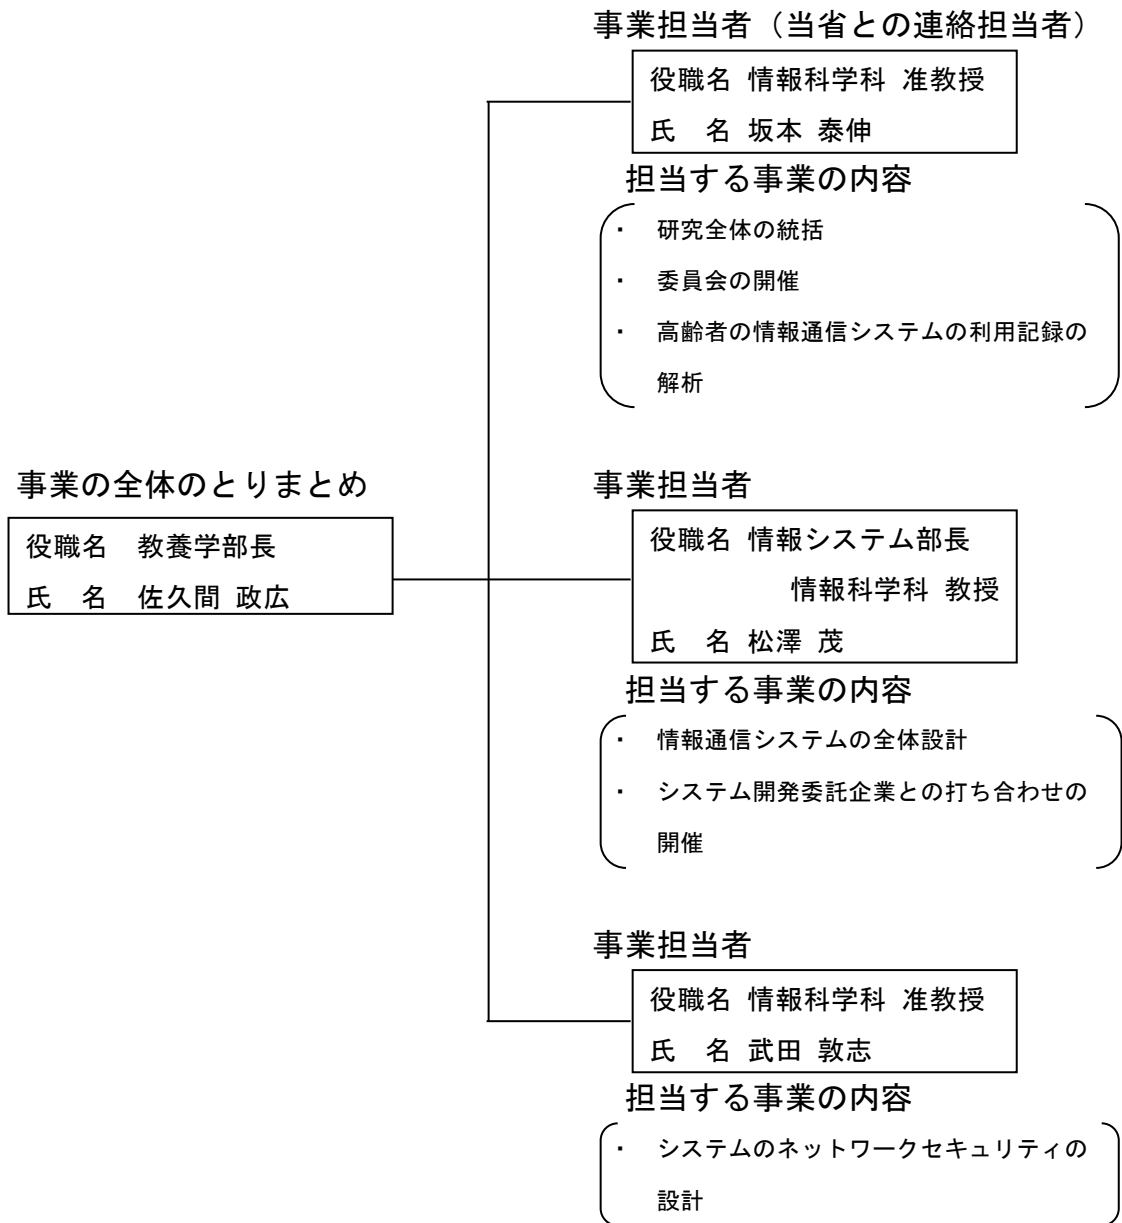 事業担当者（当省との連絡担当者）
役職名 情報科学科 准教授
氏　名 坂本 泰伸
担当する事業の内容
・ 研究全体の統括
・ 委員会の開催
・ 高齢者の情報通信システムの利用記録の
解析
事業の全体のとりまとめ
役職名　教養学部長
氏　名　佐久間 政広
事業担当者
役職名 情報システム部長
情報科学科 教授
氏　名 松澤 茂
担当する事業の内容
・ 情報通信システムの全体設計
・ システム開発委託企業との打ち合わせの
開催
事業担当者
役職名 情報科学科 准教授
氏　名 武田 敦志
担当する事業の内容
・ システムのネットワークセキュリティの
設計